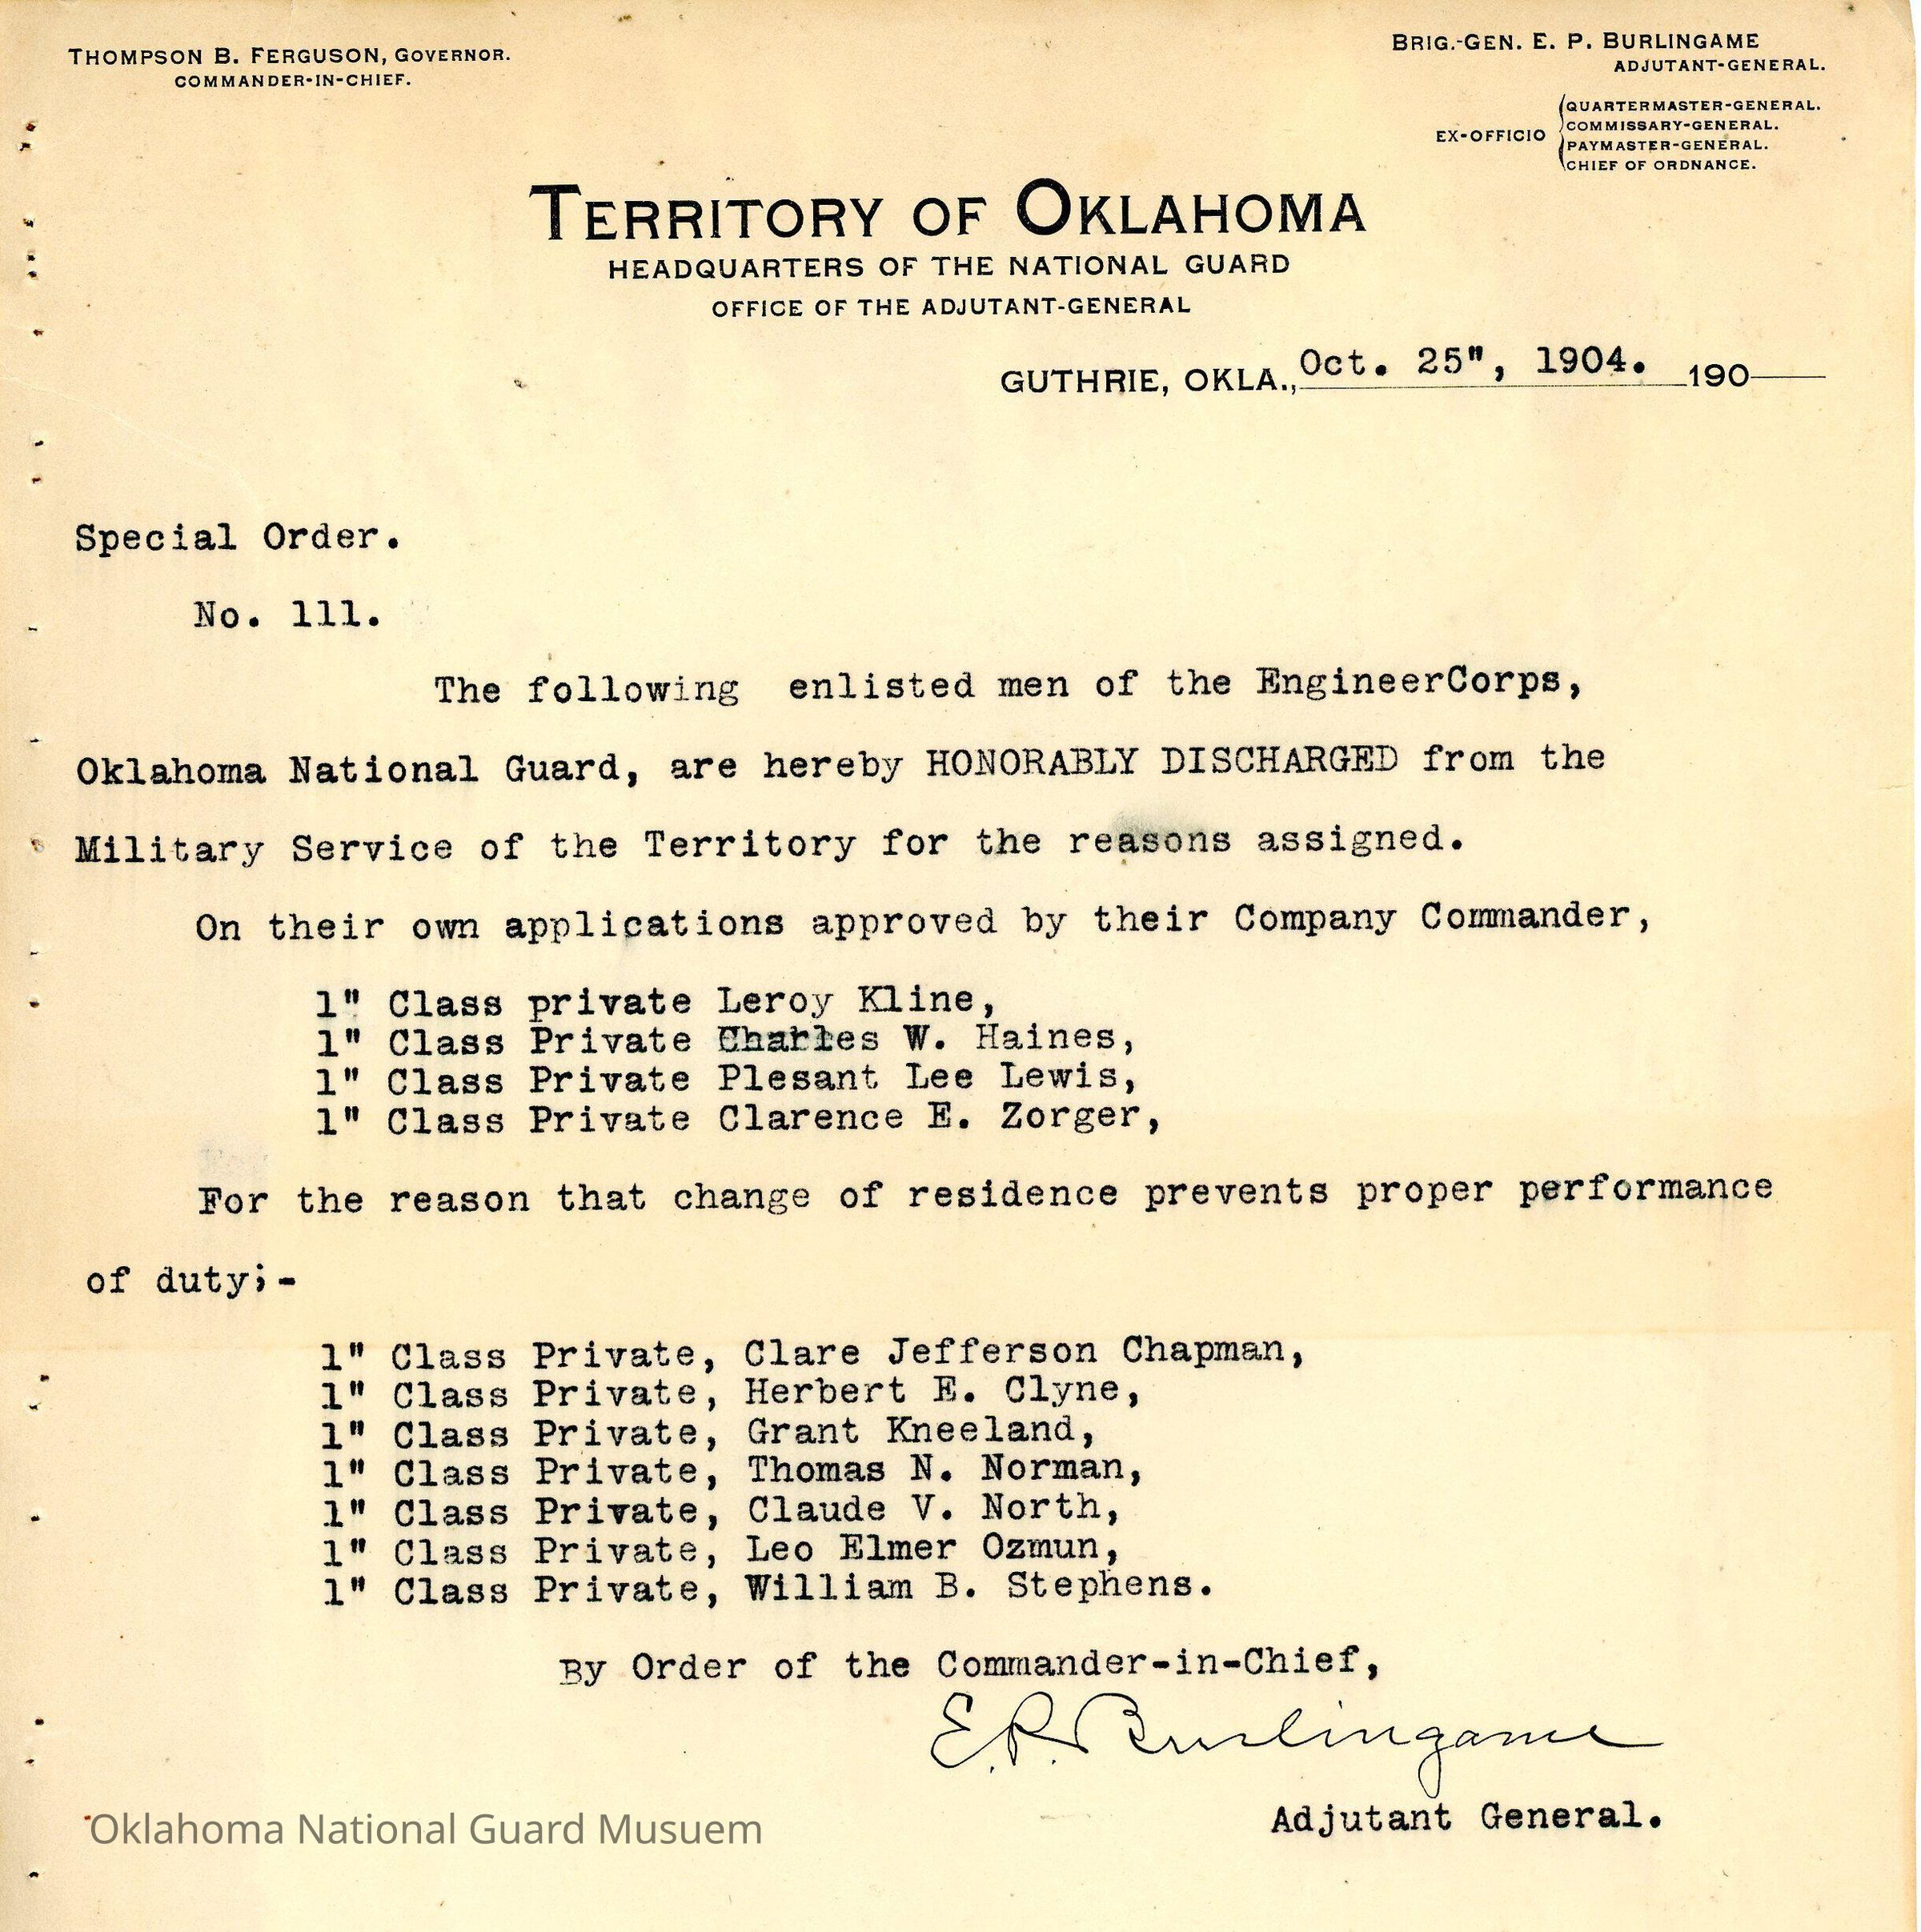 THOMPSON B. FERGUSON, GOVERNOR.
COMMANDER-IN-CHIEF.
BRIG.-GEN. E. P. BURLINGAME
ADJUTANT-GENERAL.
EX-OFFICIO
QUARTERMASTER-GENERAL.
COMMISSARY-GENERAL.
PAYMASTER-GENERAL.
CHIEF OF ORDNANCE.
TERRITORY OF OKLAHOMA
HEADQUARTERS OF THE NATIONAL GUARD
OFFICE OF THE ADJUTANT-GENERAL
GUTHRIE, OKLA., Oct. 25", 1904. 190
Special Order.
No. 111.
The following enlisted men of the EngineerCorps,
Oklahoma National Guard, are hereby HONORABLY DISCHARGED from the
Military Service of the Territory for the reasons assigned.
On their own applications approved by their Company Commander,
1" Class private Leroy Kline,
1" Class Private Charles W. Haines,
1" Class Private Plesant Lee Lewis,
1" Class Private Clarence E. Zorger,
For the reason that change of residence prevents proper performance
of duty;-
1" Class Private, Clare Jefferson Chapman,
1" Class Private, Herbert E. Clyne,
1" Class Private, Grant Kneeland,
1" Class Private, Thomas N. Norman,
1" Class Private, Claude V. North,
1" Class Private, Leo Elmer Ozmun,
1" Class Private, William B. Stephens.
By Order of the Commander-in-Chief,
E. P. Burlingame
Adjutant General.
Oklahoma National Guard Musuem